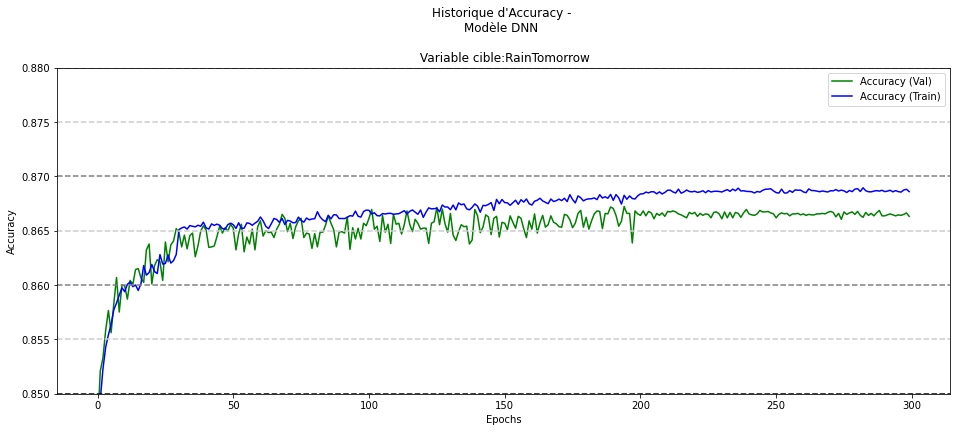 Historique d'Accuracy -
Modèle DNN
Variable cible:RainTomorrow
Accuracy (Val)
Accuracy (Train)
0.880
0.875
0.870
0.865
0.860
0.855
0.850
Accuracy
0
50
100
150
200
250
300
Epochs